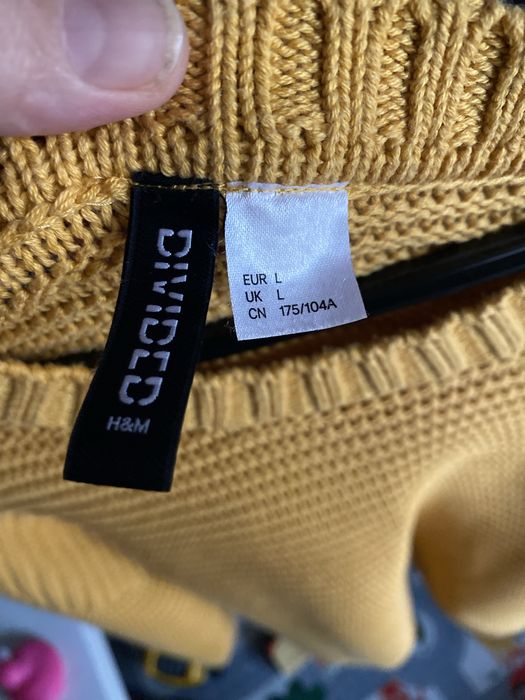 DIVIDED
H&M
EUR L
UK L
CN 175/104A